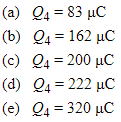 (a) Q₄ = 83 μC
(b) Q₄ = 162 μC
(c) Q₄ = 200 μC
(d) Q₄ = 222 μC
(e) Q₄ = 320 μC